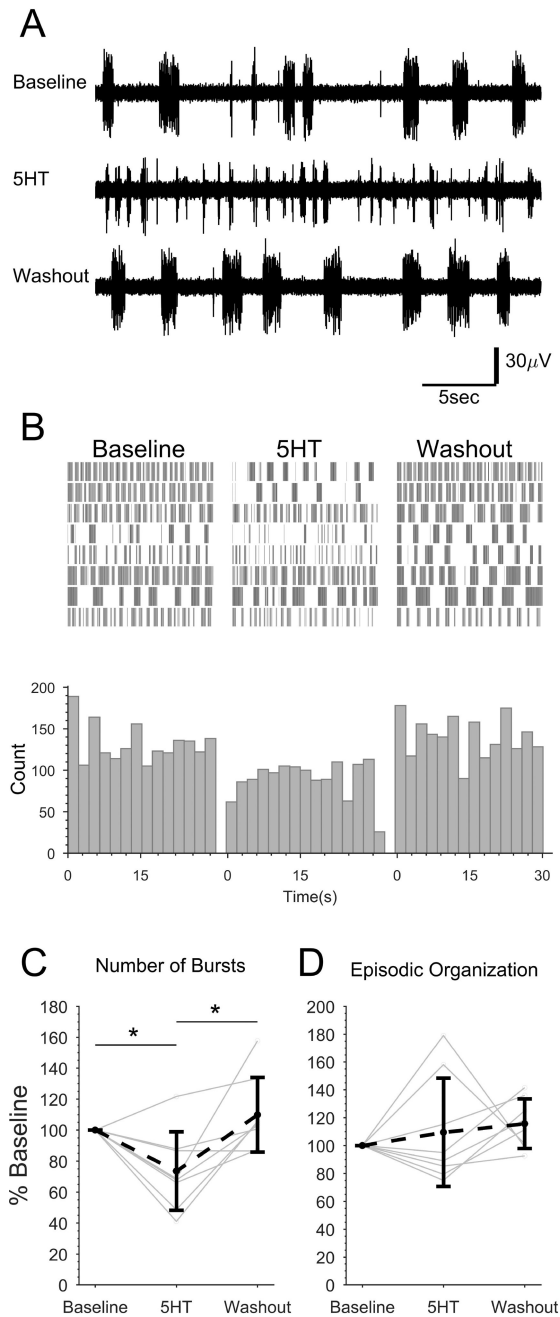 A
Baseline
5HT
Washout
30µV
5sec
B
Baseline 5HT Washout
200
150
100
50
0
Count
0 15 0 15 0 15 30
Time(s)
C
Number of Bursts
180
160
140
120
100
80
60
40
20
0
% Baseline
* *
Baseline 5HT Washout
D
Episodic Organization
200
180
160
140
120
100
80
60
40
20
0
Baseline 5HT Washout